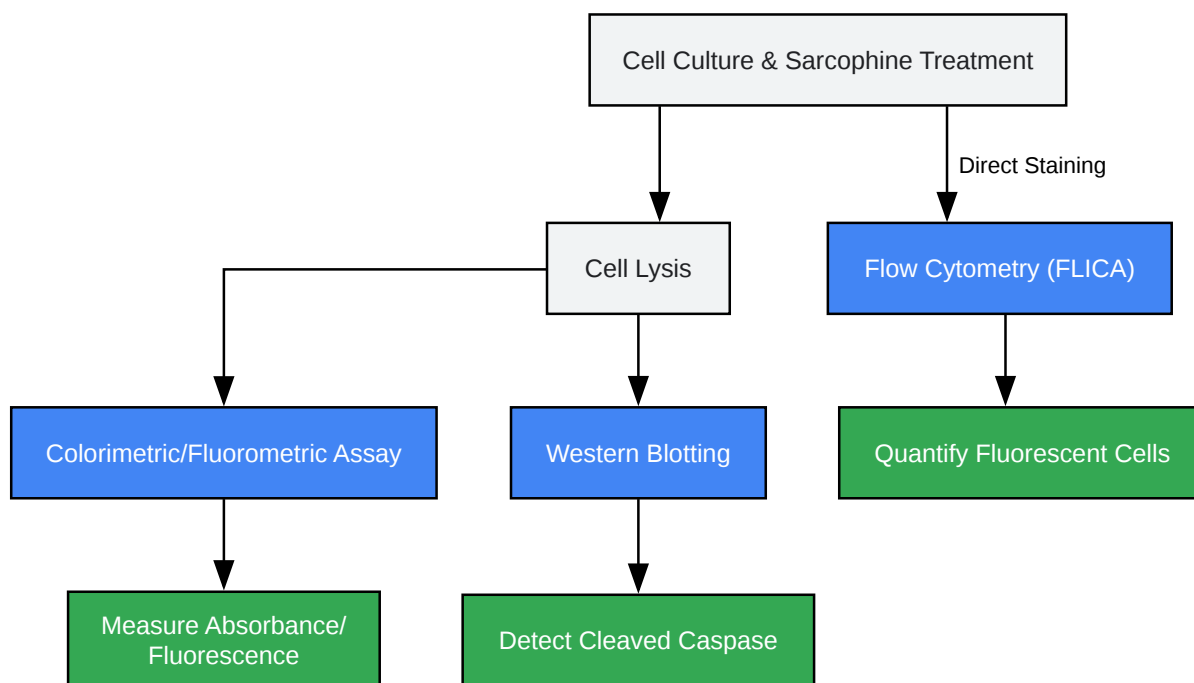 Cell Culture & Sarcophine Treatment
Direct Staining
Cell Lysis
Flow Cytometry (FLICA)
Colorimetric/Fluorometric Assay
Western Blotting
Quantify Fluorescent Cells
Measure Absorbance/
Fluorescence
Detect Cleaved Caspase